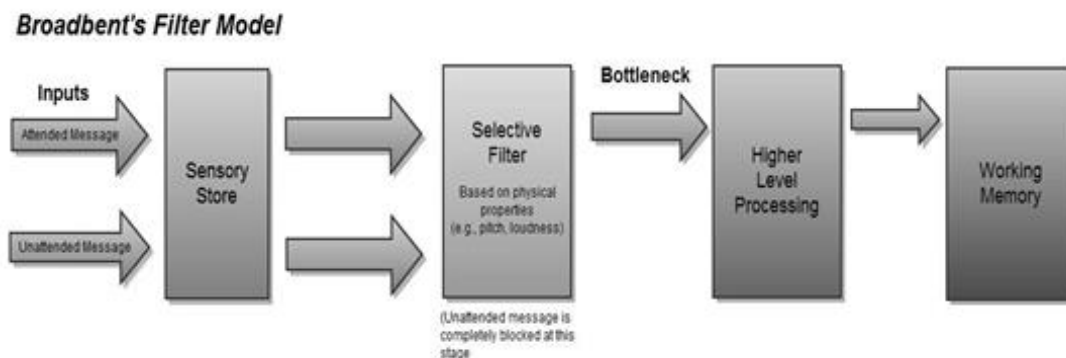 Broadbent's Filter Model
Inputs
Attended Message
Unattended Message
Sensory
Store
Selective
Filter
Based on physical
properties
(e.g., pitch, loudness)
(Unattended message is
completely blocked at this
stage
Bottleneck
Higher
Level
Processing
Working
Memory